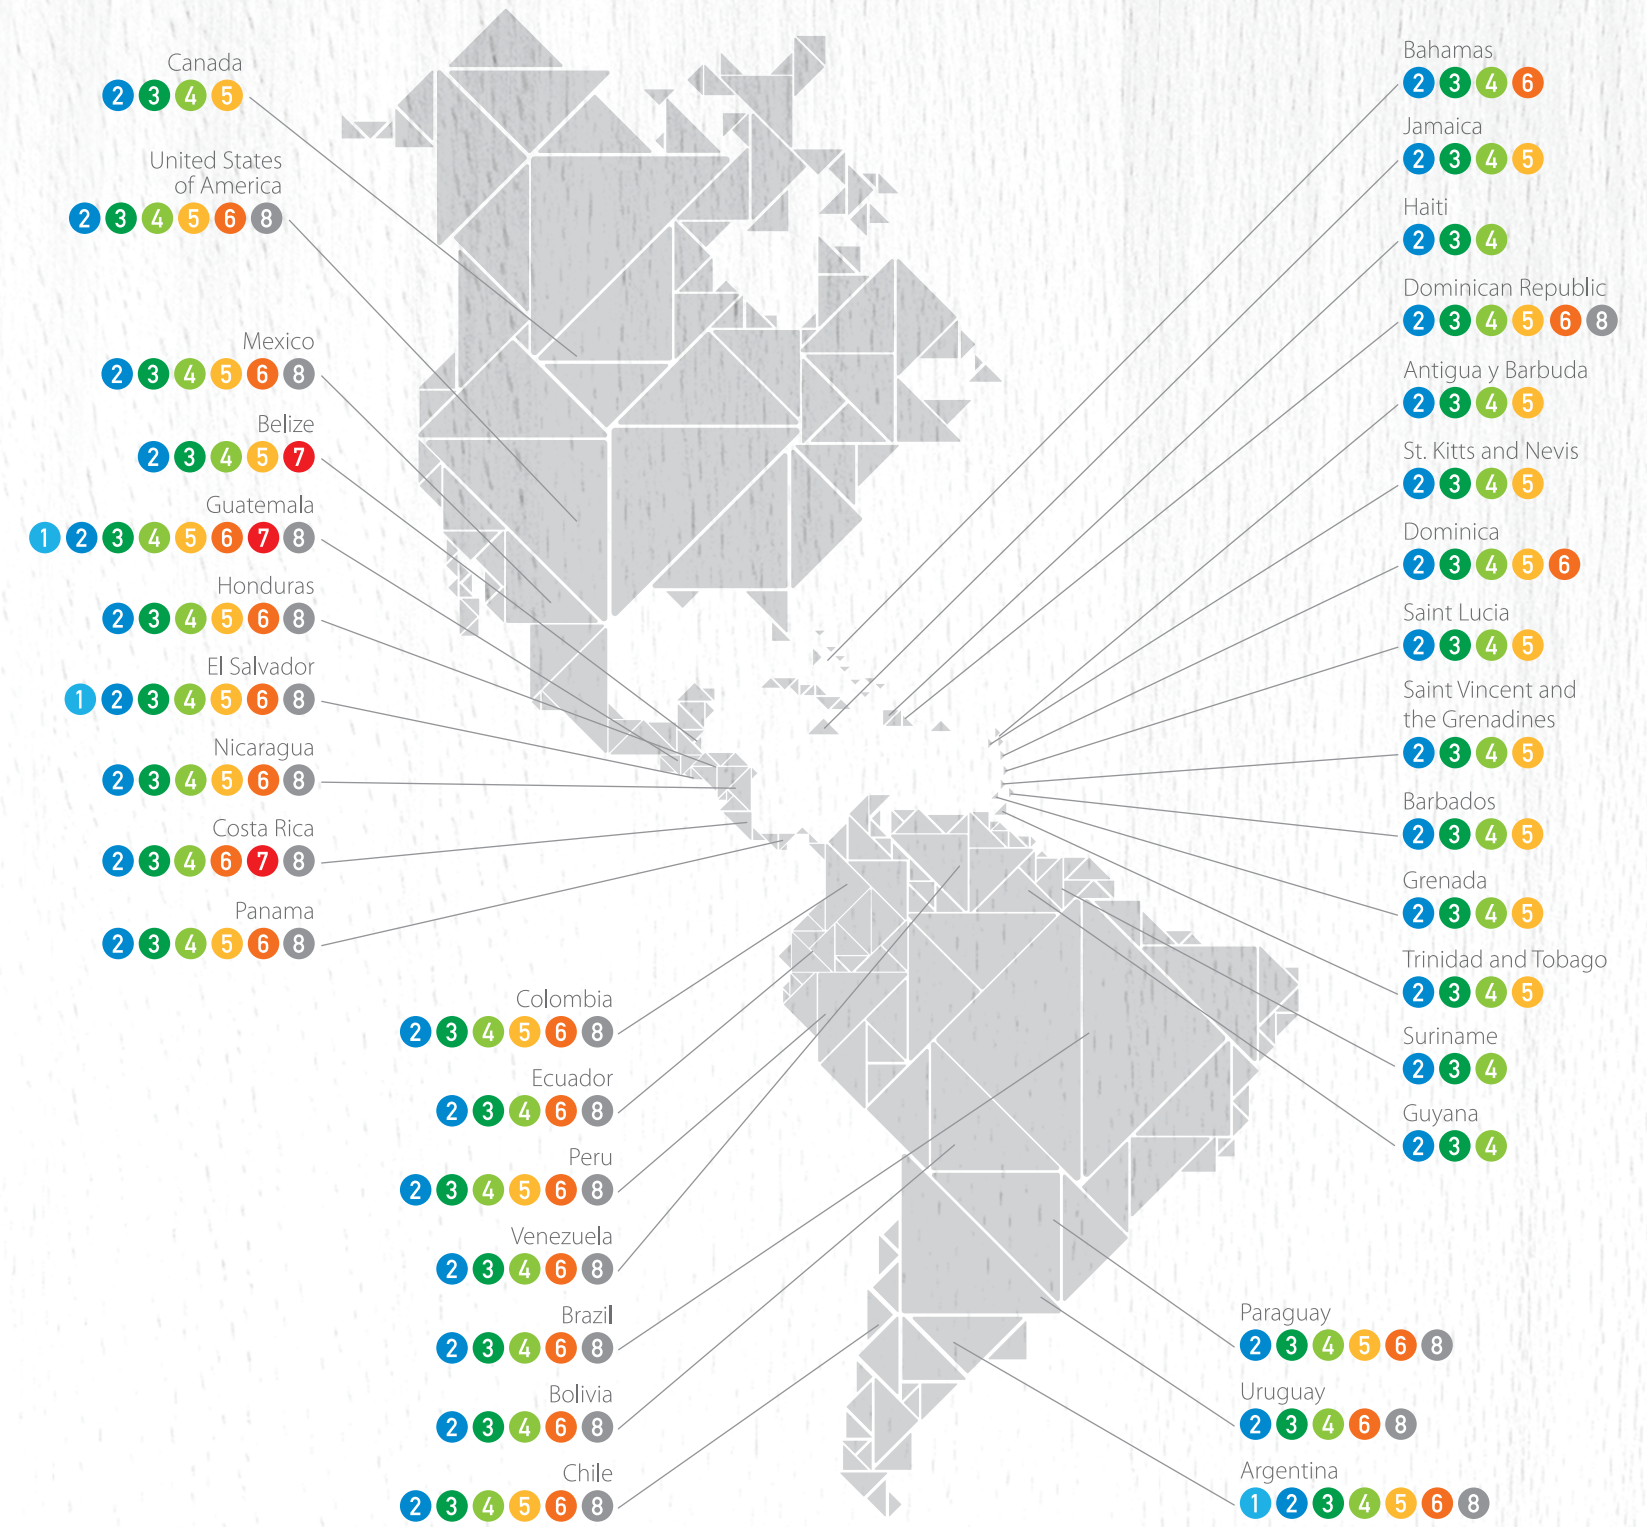 Canada
2 3 4 5
United States
of America
2 3 4 5 6 8
Mexico
2 3 4 5 6 8
Belize
2 3 4 5 7
Guatemala
1 2 3 4 5 6 7 8
Honduras
2 3 4 5 6 8
El Salvador
1 2 3 4 5 6 8
Nicaragua
2 3 4 5 6 8
Costa Rica
2 3 4 6 7 8
Panama
2 3 4 5 6 8
Colombia
2 3 4 5 6 8
Ecuador
2 3 4 6 8
Peru
2 3 4 5 6 8
Venezuela
2 3 4 6 8
Brazil
2 3 4 6 8
Bolivia
2 3 4 6 8
Chile
2 3 4 5 6 8
Bahamas
2 3 4 6
Jamaica
2 3 4 5
Haiti
2 3 4
Dominican Republic
2 3 4 5 6 8
Antigua y Barbuda
2 3 4 5
St. Kitts and Nevis
2 3 4 5
Dominica
2 3 4 5 6
Saint Lucia
2 3 4 5
Saint Vincent and
the Grenadines
2 3 4 5
Barbados
2 3 4 5
Grenada
2 3 4 5
Trinidad and Tobago
2 3 4 5
Suriname
2 3 4
Guyana
2 3 4
Paraguay
2 3 4 5 6 8
Uruguay
2 3 4 6 8
Argentina
1 2 3 4 5 6 8